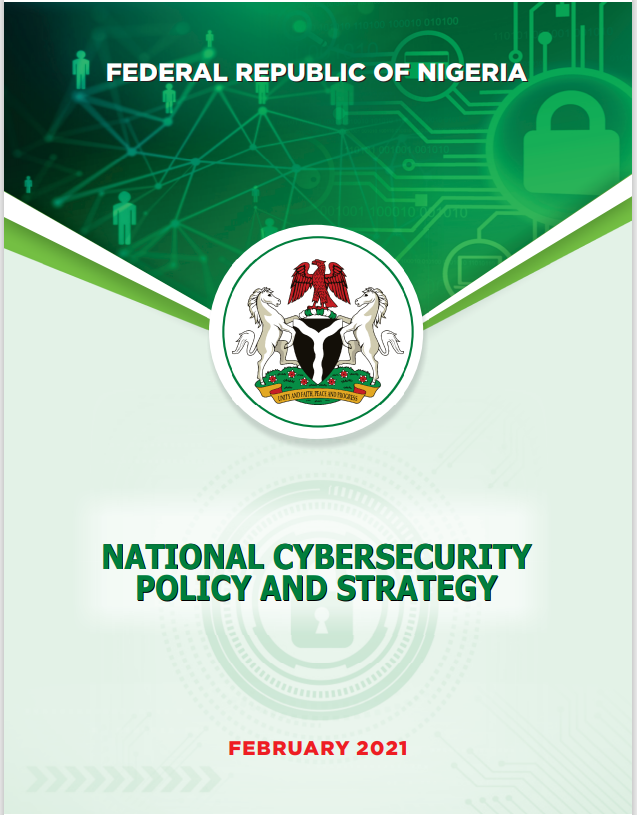 FEDERAL REPUBLIC OF NIGERIA
UNITY AND FAITH, PEACE AND PROGRESS
NATIONAL CYBERSECURITY
POLICY AND STRATEGY
FEBRUARY 2021